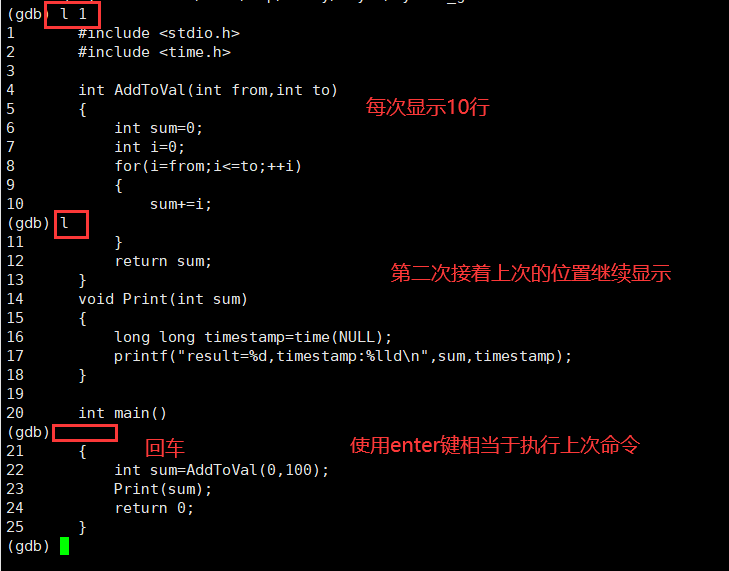 (gdb) l 1
1 #include <stdio.h>
2 #include <time.h>
3
4 int AddToVal(int from,int to)
每次显示10行
5 {
6 int sum=0;
7 int i=0;
8 for(i=from;i<=to;++i)
9 {
10 sum+=i;
(gdb) l
11 }
12 return sum;
第二次接着上次的位置继续显示
13 }
14 void Print(int sum)
15 {
16 long long timestamp=time(NULL);
17 printf("result=%d,timestamp:%lld\n",sum,timestamp);
18 }
19
20 int main()
(gdb)
回车 使用enter键相当于执行上次命令
21 {
22 int sum=AddToVal(0,100);
23 Print(sum);
24 return 0;
25 }
(gdb)